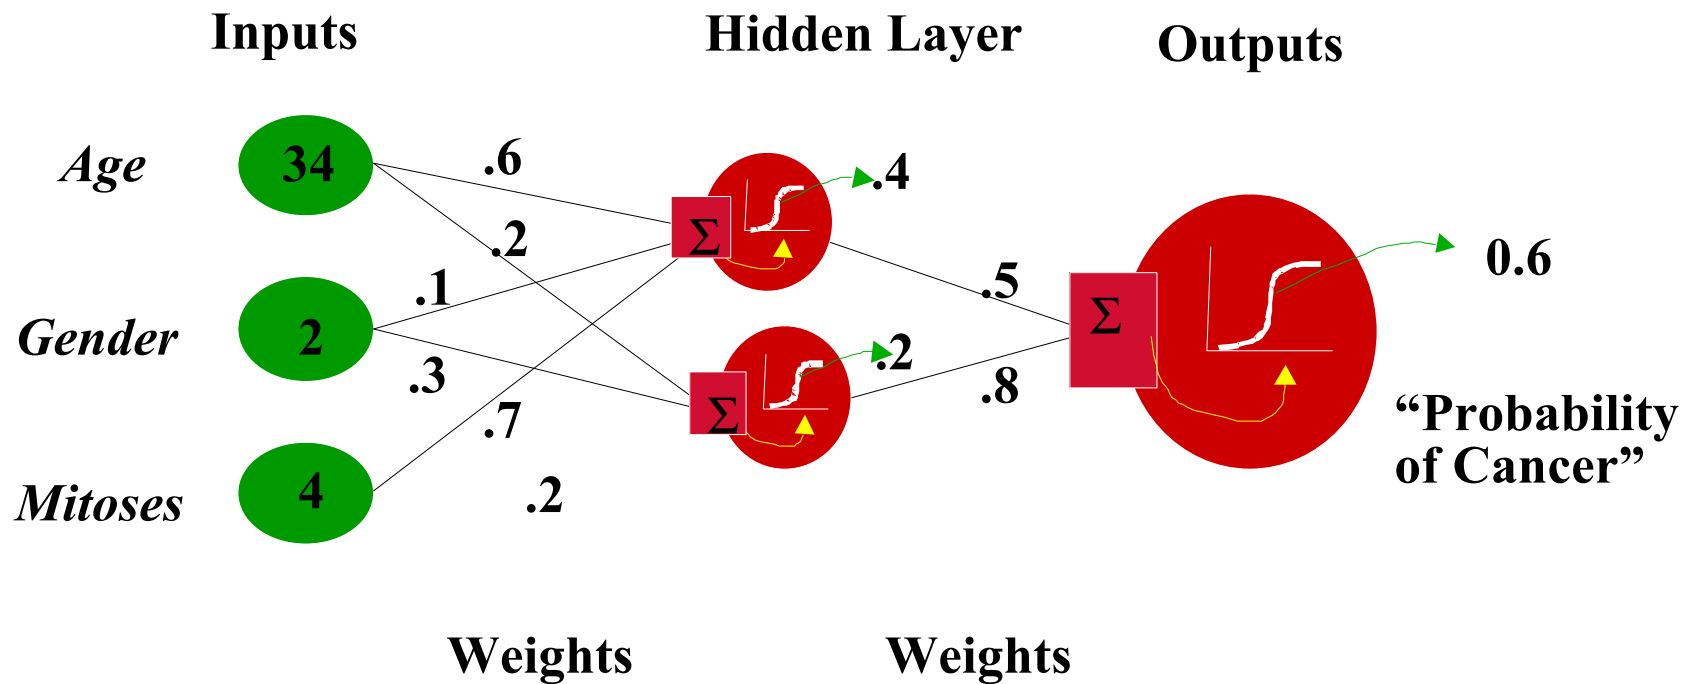 Inputs
Hidden Layer
Outputs
Age
34
.6
Σ
.4
.2
.1
Gender
2
.3
Σ
.2
.5
.8
Σ
0.6
“Probability
of Cancer”
Mitoses
4
.7
.2
Weights
Weights